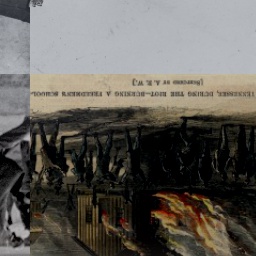 TENNESSEE, DURING THE RIOT—BURNING A FREEDMEN'S SCHOOL
[SKETCHED BY A. R. W.]